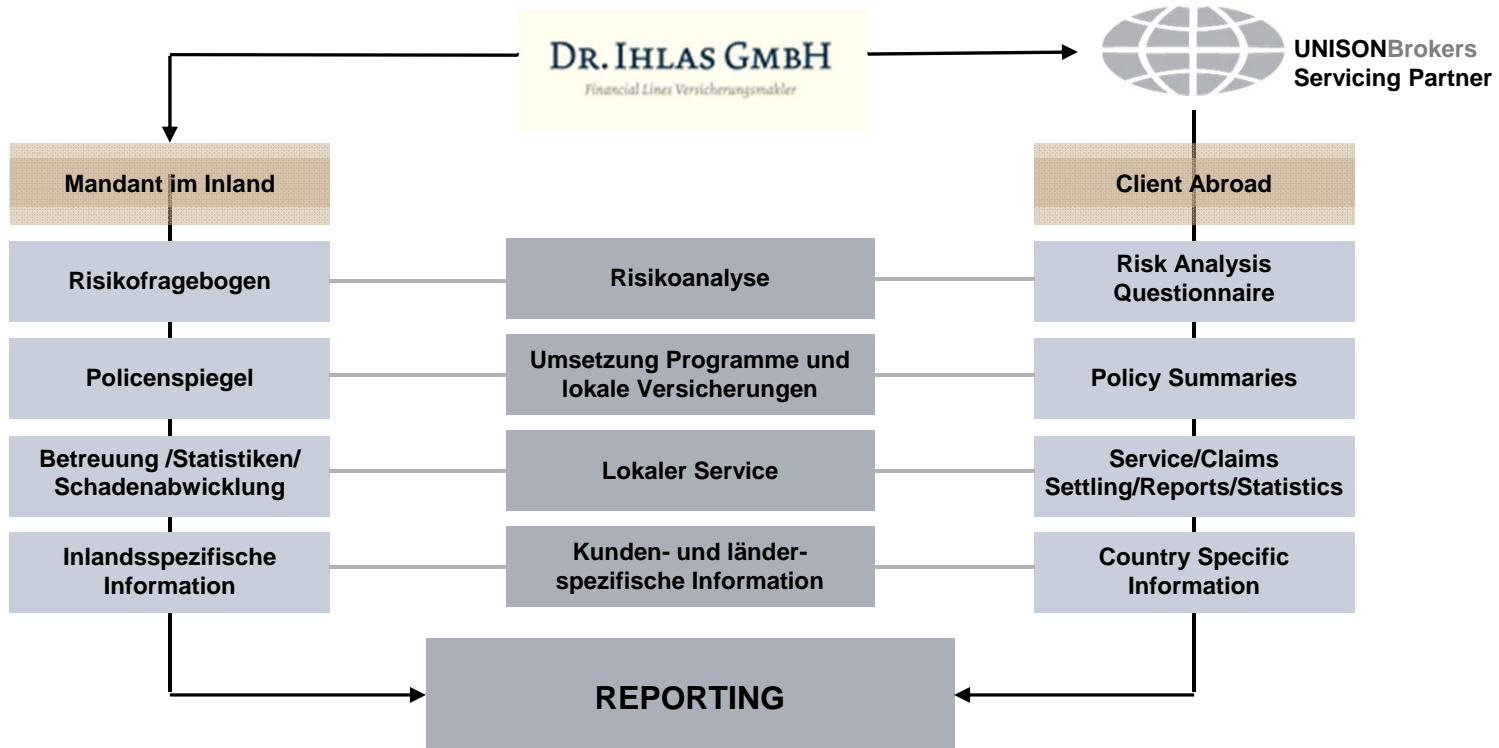 DR. IHLAS GMBH
Financial Lines Versicherungsmakler
UNISONBrokers
Servicing Partner
Mandant im Inland
Client Abroad
Risikofragebogen
Risikoanalyse
Risk Analysis
Questionnaire
Policenspiegel
Umsetzung Programme und
lokale Versicherungen
Policy Summaries
Betreuung /Statistiken/
Schadenabwicklung
Lokaler Service
Service/Claims
Settling/Reports/Statistics
Inlandsspezifische
Information
Kunden- und länder-
spezifische Information
Country Specific
Information
REPORTING